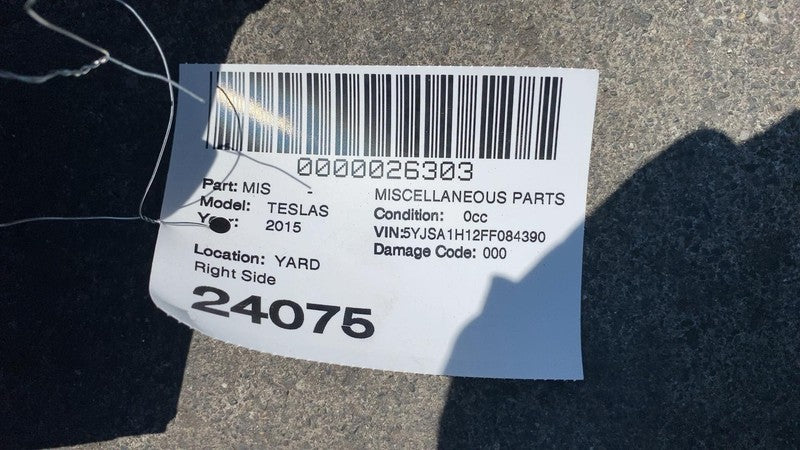 0000026303
Part: MIS - MISCELLANEOUS PARTS
Model: TESLAS Condition: 0cc
2015 VIN:5YJSA1H12FF084390
Damage Code: 000
Location: YARD
Right Side
24075